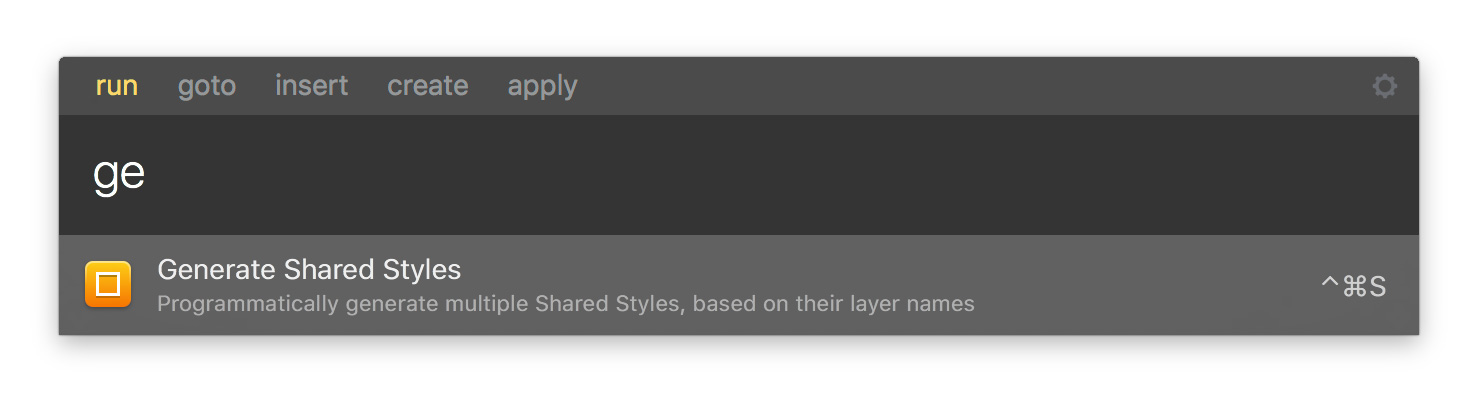 run goto insert create apply
ge
Generate Shared Styles
Programmatically generate multiple Shared Styles, based on their layer names
^⌘S